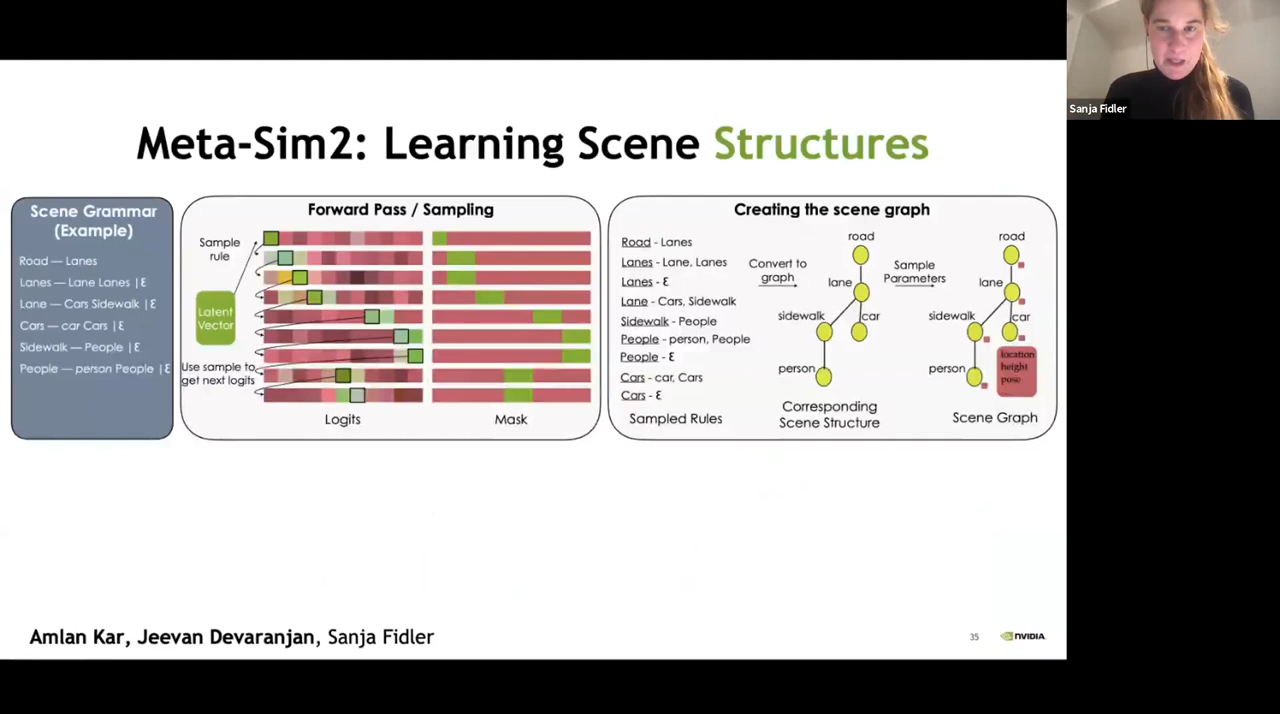 Sanja Fidler
Meta-Sim2: Learning Scene Structures
Scene Grammar
(Example)
Road — Lanes
Lanes — Lane Lanes | Ɛ
Lane — Cars Sidewalk | Ɛ
Cars — car Cars | Ɛ
Sidewalk — People | Ɛ
People — person People | Ɛ
Forward Pass / Sampling
Sample
rule
Latent
Vector
Use sample to
get next logits
Logits
Mask
Creating the scene graph
Road - Lanes
Lanes - Lane, Lanes
Lanes - Ɛ
Lane - Cars, Sidewalk
Sidewalk - People
People - person, People
People - Ɛ
Cars - car, Cars
Cars - Ɛ
Sampled Rules
Convert to
graph
road
lane
sidewalk
car
person
Corresponding
Scene Structure
Sample
Parameters
road
lane
sidewalk
car
person
location
height
pose
Scene Graph
Amlan Kar, Jeevan Devaranjan, Sanja Fidler
35
NVIDIA